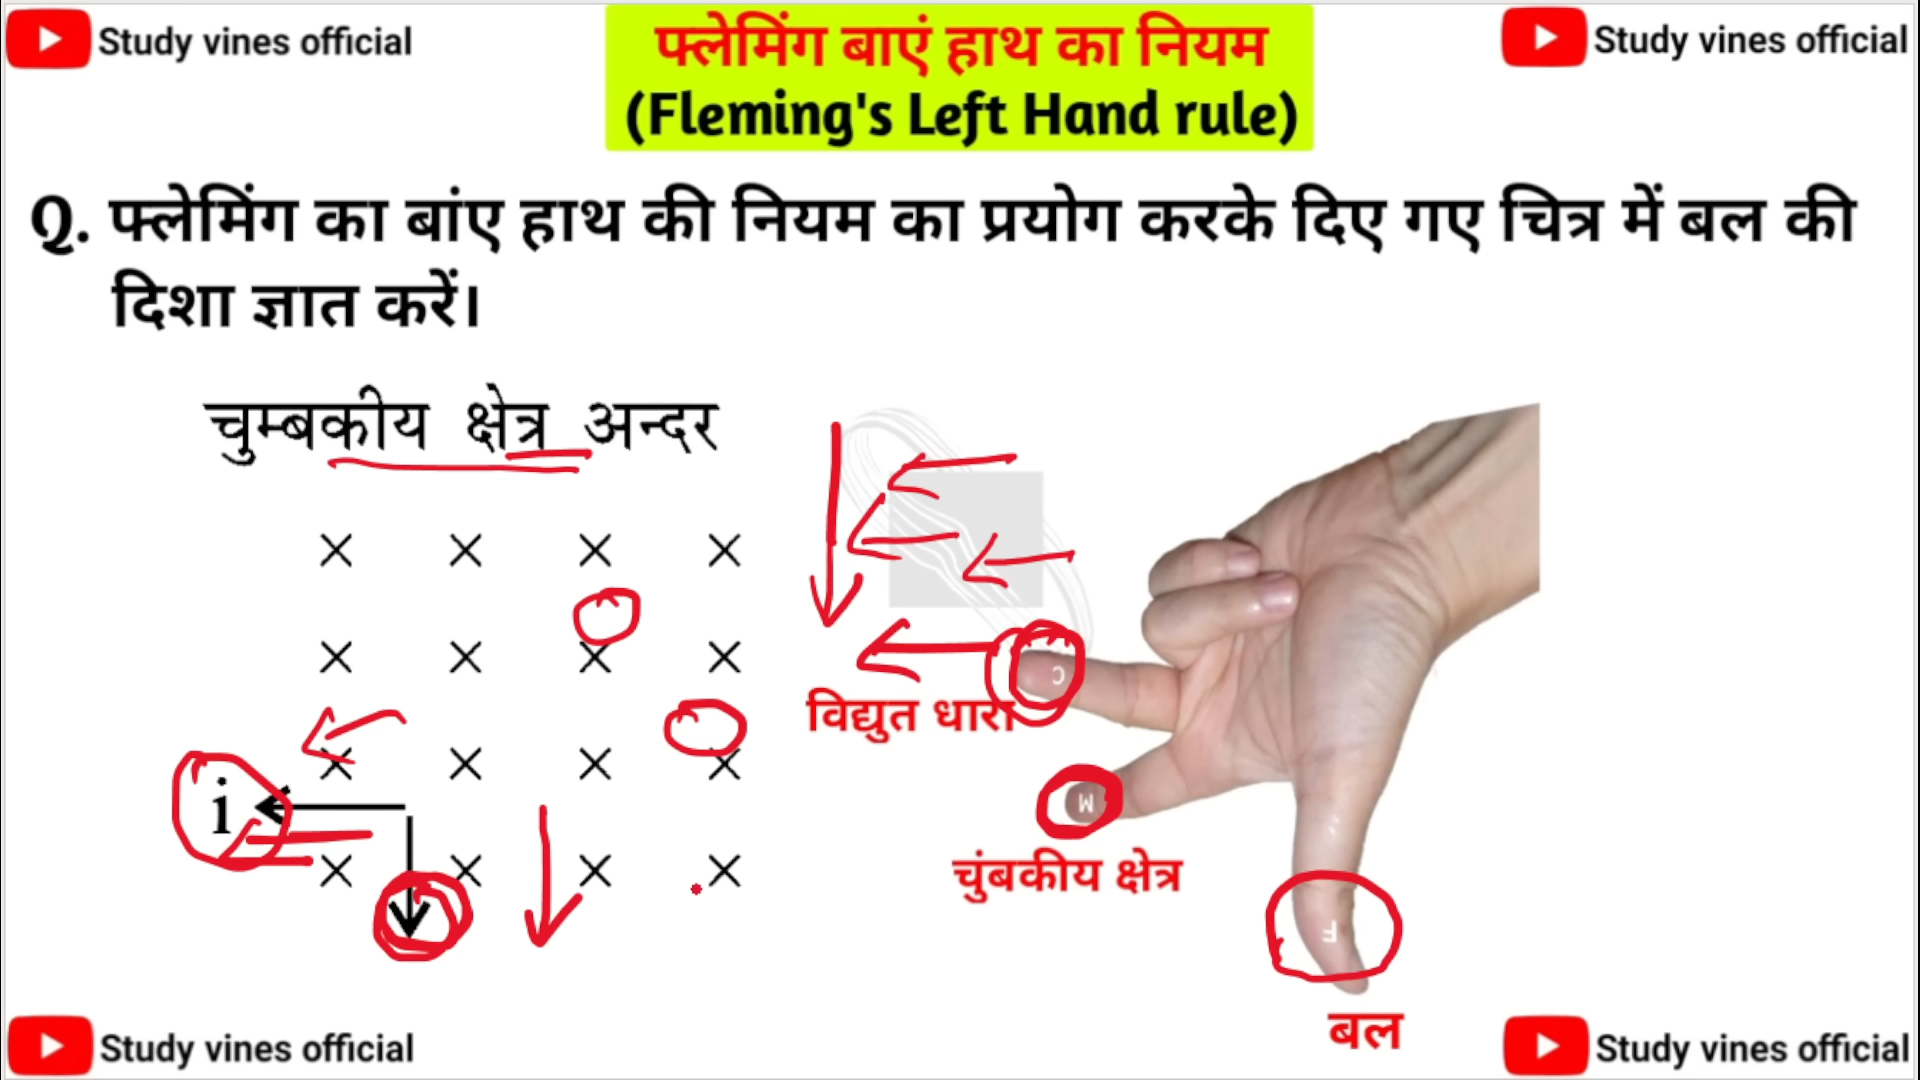 Study vines official
फ्लेमिंग बाएं हाथ का नियम
Study vines official
(Fleming's Left Hand rule)
Q. फ्लेमिंग का बांए हाथ की नियम का प्रयोग करके दिए गए चित्र में बल की
दिशा ज्ञात करें।
चुम्बकीय क्षेत्र अन्दर
× × × ×
× × × ×
× × × ×
× × × ×
i
C
विद्युत धारा
M
चुंबकीय क्षेत्र
F
बल
Study vines official
Study vines official